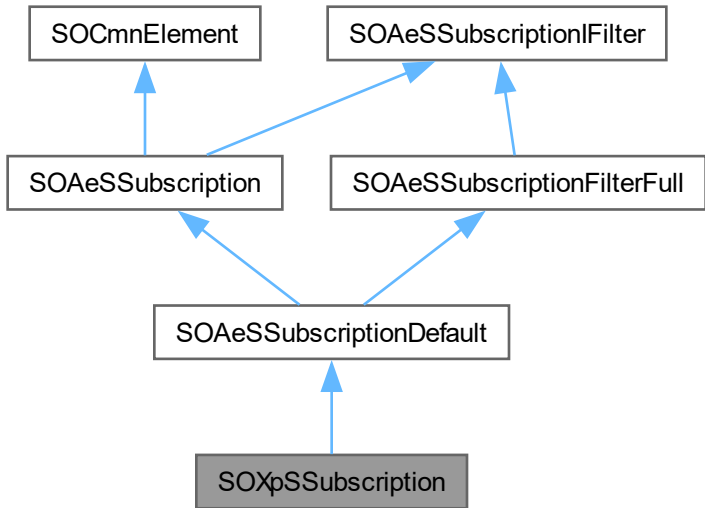 SOCmnElement
SOAeSSubscriptionIFilter
SOAeSSubscription
SOAeSSubscriptionFilterFull
SOAeSSubscriptionDefault
SOXpSSubscription